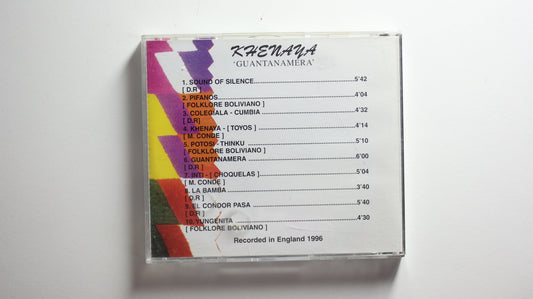 KHENAYA
'GUANTANAMERA'
1. SOUND OF SILENCE..................................................5'42
[ D.R ]
2. PIFANOS..................................................4'04
[ FOLKLORE BOLIVIANO ]
3. COLEGIALA - CUMBIA ..................................................4'32
[ D.R]
4. KHENAYA - [ TOYOS ] ..................................................4'14
[ M. CONDE ]
5. POTOSI - THINKU ..................................................5'10
[ FOLKLORE BOLIVIANO ]
6. GUANTANAMERA ..................................................6'00
[ D.R ]
7. INTI - [ CHOQUELAS ] ..................................................5'04
[ M. CONDE ]
8. LA BAMBA ..................................................3'40
[ D.R ]
9. EL CONDOR PASA ..................................................5'40
[ D.R ]
10. YUNGENITA ..................................................4'30
[ FOLKLORE BOLIVIANO ]
Recorded in England 1996